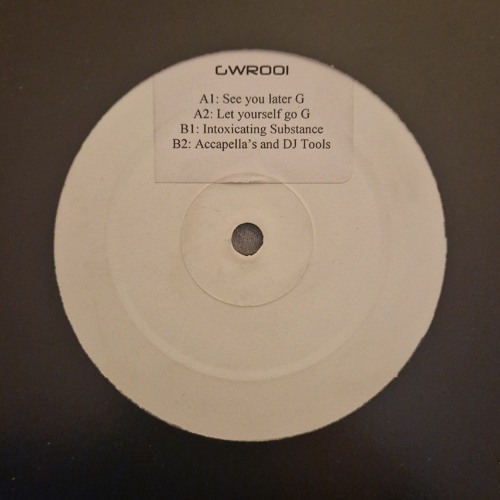 GWR001
A1: See you later G
A2: Let yourself go G
B1: Intoxicating Substance
B2: Accapella's and DJ Tools